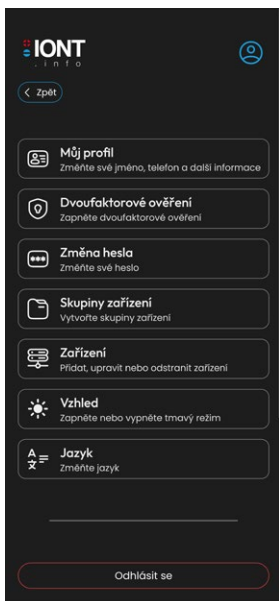 IONT
.info
Zpět
Můj profil
Změňte své jméno, telefon a další informace
Dvoufaktorové ověření
Zapněte dvoufaktorové ověření
Změna hesla
Změňte své heslo
Skupiny zařízení
Vytvořte skupiny zařízení
Zařízení
Přidat, upravit nebo odstranit zařízení
Vzhled
Zapněte nebo vypněte tmavý režim
Jazyk
Změňte jazyk
Odhlásit se